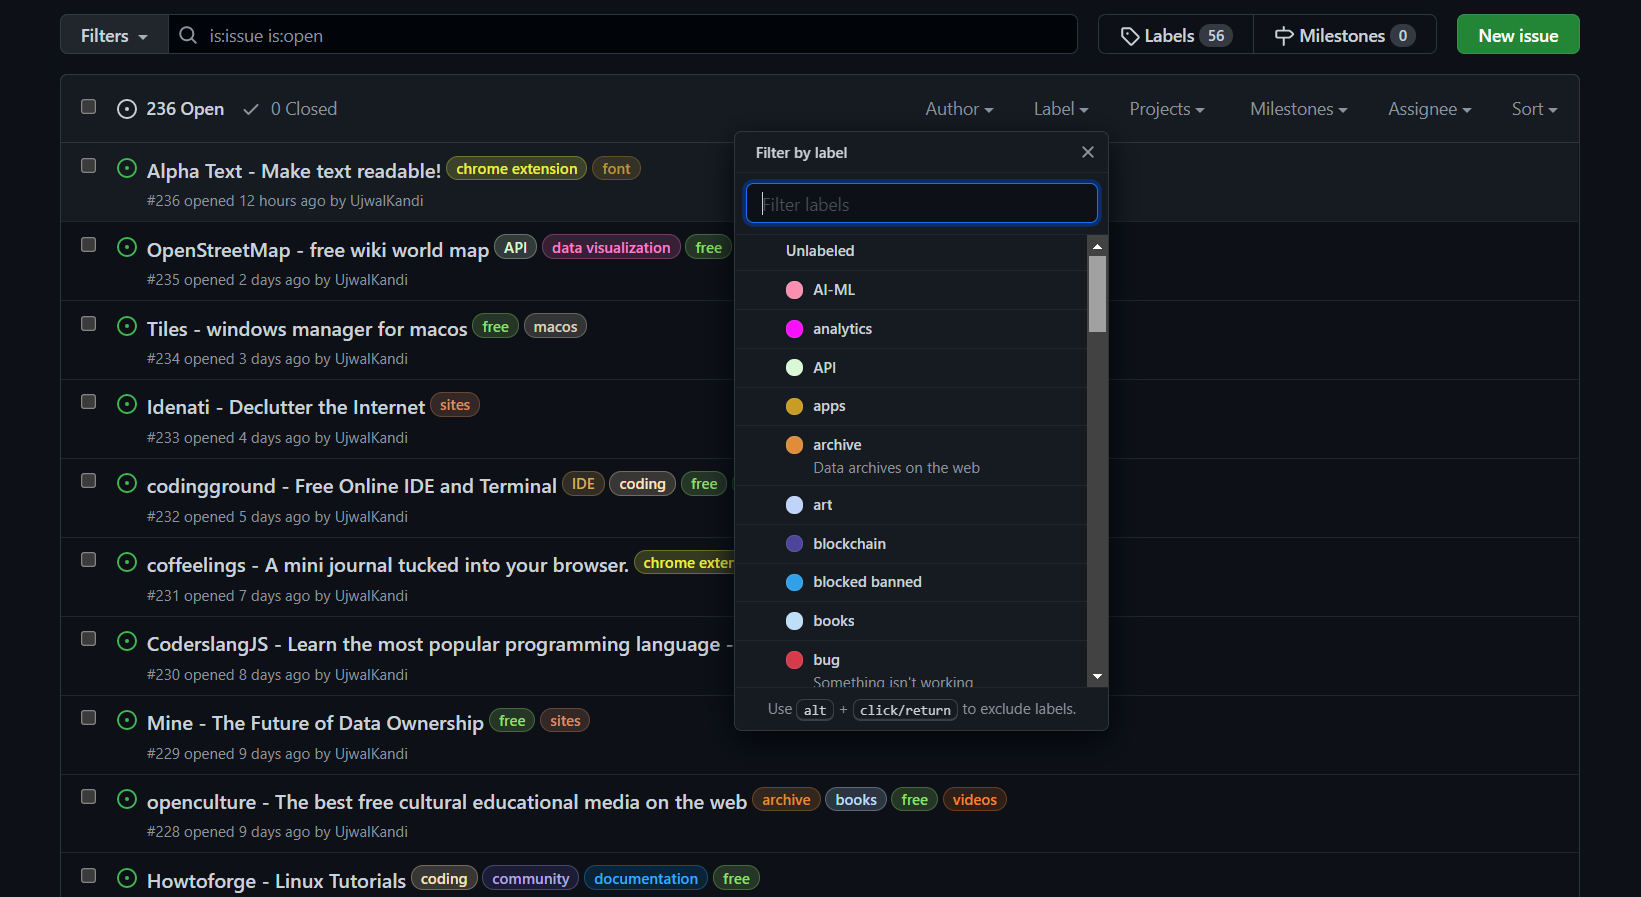 Filters is:issue is:open Labels 56 Milestones 0 New issue
236 Open 0 Closed Author Label Projects Milestones Assignee Sort
Alpha Text - Make text readable! chrome extension font
#236 opened 12 hours ago by UjwalKandi
OpenStreetMap - free wiki world map API data visualization free
#235 opened 2 days ago by UjwalKandi
Tiles - windows manager for macos free macos
#234 opened 3 days ago by UjwalKandi
Idenati - Declutter the Internet sites
#233 opened 4 days ago by UjwalKandi
codingground - Free Online IDE and Terminal IDE coding free
#232 opened 5 days ago by UjwalKandi
coffeelings - A mini journal tucked into your browser. chrome exter
#231 opened 7 days ago by UjwalKandi
CoderslangJS - Learn the most popular programming language -
#230 opened 8 days ago by UjwalKandi
Mine - The Future of Data Ownership free sites
#229 opened 9 days ago by UjwalKandi
openculture - The best free cultural educational media on the web archive books free videos
#228 opened 9 days ago by UjwalKandi
Howtoforge - Linux Tutorials coding community documentation free
Filter by label
Filter labels
Unlabeled
AI-ML
analytics
API
apps
archive
Data archives on the web
art
blockchain
blocked banned
books
bug
Something isn't working
Use alt + click/return to exclude labels.